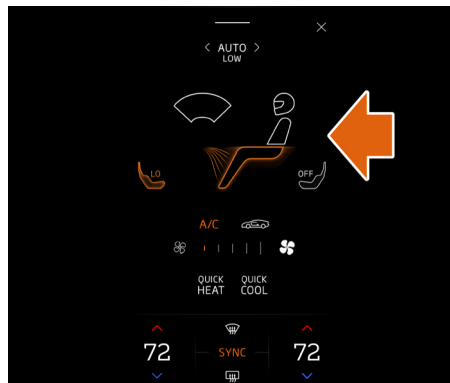 AUTO
LOW
LO
OFF
A/C
QUICK QUICK
HEAT COOL
72 SYNC 72